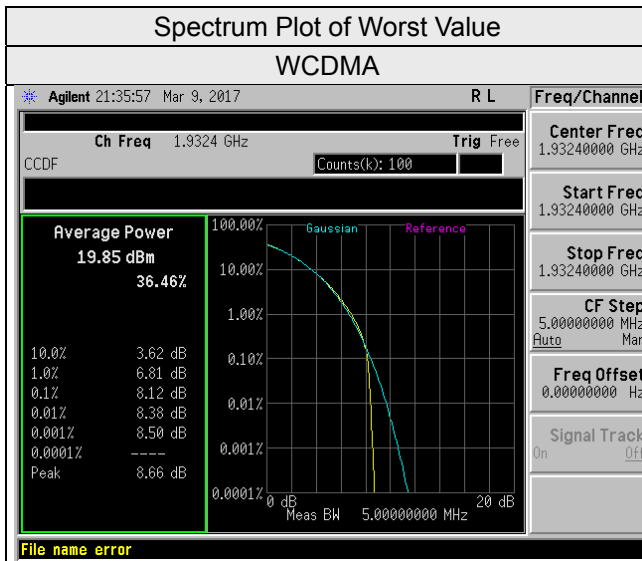 Spectrum Plot of Worst Value
WCDMA
Agilent 21:35:57 Mar 9, 2017 R L Freq/Channel
Ch Freq 1.9324 GHz Trig Free
CCDF Counts(k): 100
Center Freq
1.93240000 GHz
Start Freq
1.93240000 GHz
Stop Freq
1.93240000 GHz
CF Step
5.00000000 MHz
Auto Man
Freq Offset
0.00000000 Hz
Signal Track
On Off
Average Power
19.85 dBm
36.46%
10.0% 3.62 dB
1.0% 6.81 dB
0.1% 8.12 dB
0.01% 8.38 dB
0.001% 8.50 dB
0.0001% ----
Peak 8.66 dB
Gaussian Reference
100.00%
10.00%
1.00%
0.10%
0.01%
0.001%
0.0001%
0 dB 20 dB
Meas BW 5.00000000 MHz
File name error